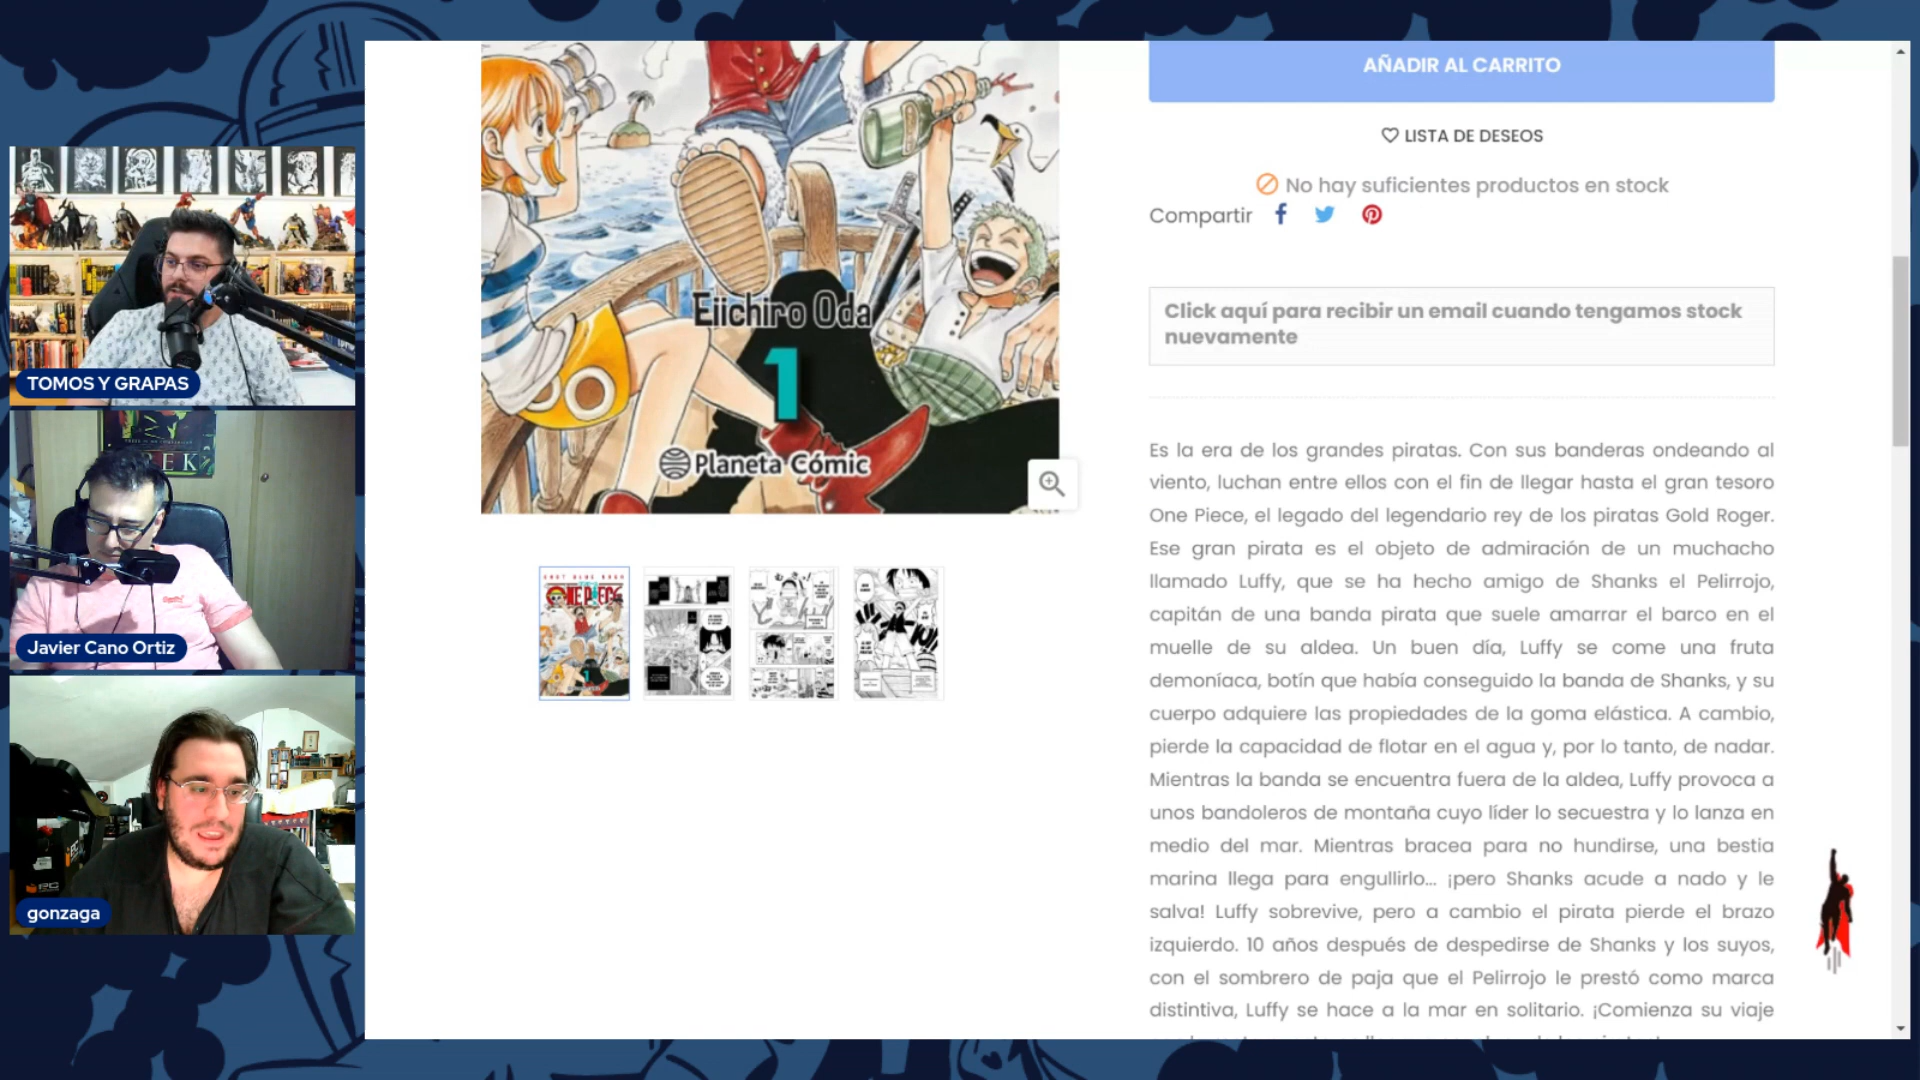 TOMOS Y GRAPAS
Javier Cano Ortiz
gonzaga
Eiichiro Oda
1
Planeta Cómic
EAST BLUE
ONE PIECE
AÑADIR AL CARRITO
LISTA DE DESEOS
No hay suficientes productos en stock
Compartir
Click aquí para recibir un email cuando tengamos stock
nuevamente
Es la era de los grandes piratas. Con sus banderas ondeando al
viento, luchan entre ellos con el fin de llegar hasta el gran tesoro
One Piece, el legado del legendario rey de los piratas Gold Roger.
Ese gran pirata es el objeto de admiración de un muchacho
llamado Luffy, que se ha hecho amigo de Shanks el Pelirrojo,
capitán de una banda pirata que suele amarrar el barco en el
muelle de su aldea. Un buen día, Luffy se come una fruta
demoníaca, botín que había conseguido la banda de Shanks, y su
cuerpo adquiere las propiedades de la goma elástica. A cambio,
pierde la capacidad de flotar en el agua y, por lo tanto, de nadar.
Mientras la banda se encuentra fuera de la aldea, Luffy provoca a
unos bandoleros de montaña cuyo líder lo secuestra y lo lanza en
medio del mar. Mientras bracea para no hundirse, una bestia
marina llega para engullirlo... ¡pero Shanks acude a nado y le
salva! Luffy sobrevive, pero a cambio el pirata pierde el brazo
izquierdo. 10 años después de despedirse de Shanks y los suyos,
con el sombrero de paja que el Pelirrojo le prestó como marca
distintiva, Luffy se hace a la mar en solitario. ¡Comienza su viaje